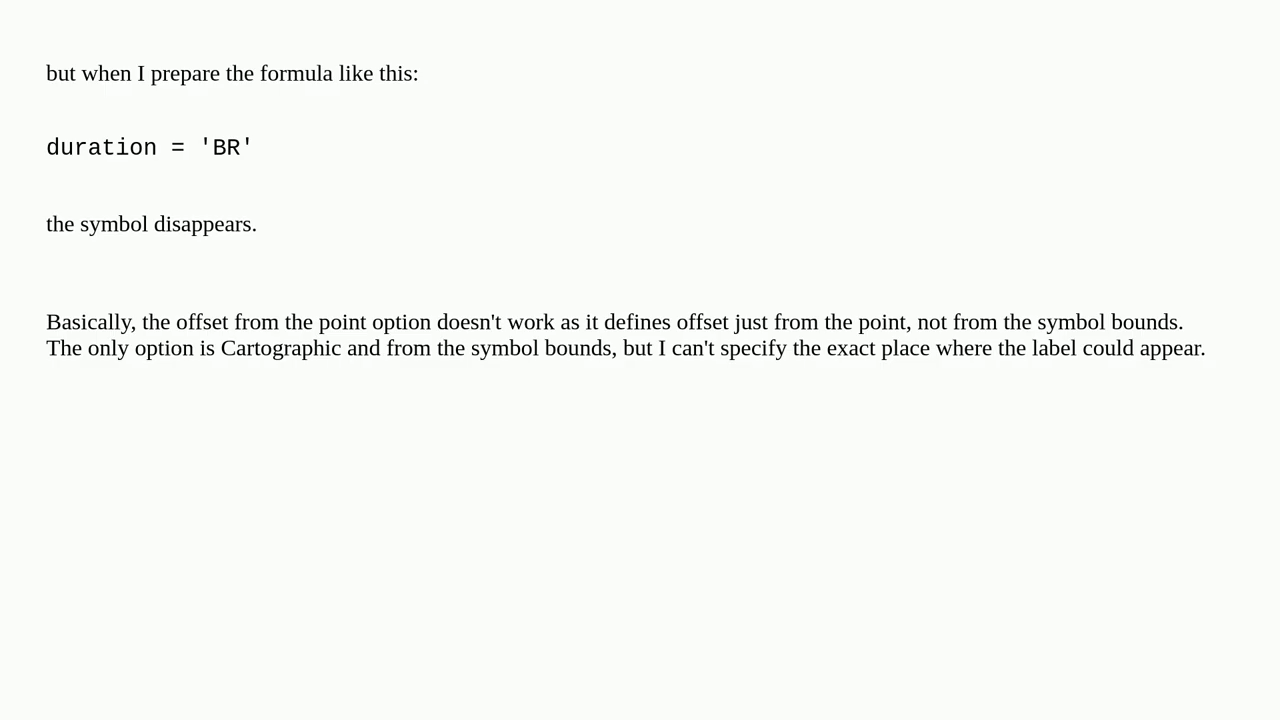 but when I prepare the formula like this:
duration = 'BR'
the symbol disappears.
Basically, the offset from the point option doesn't work as it defines offset just from the point, not from the symbol bounds.
The only option is Cartographic and from the symbol bounds, but I can't specify the exact place where the label could appear.